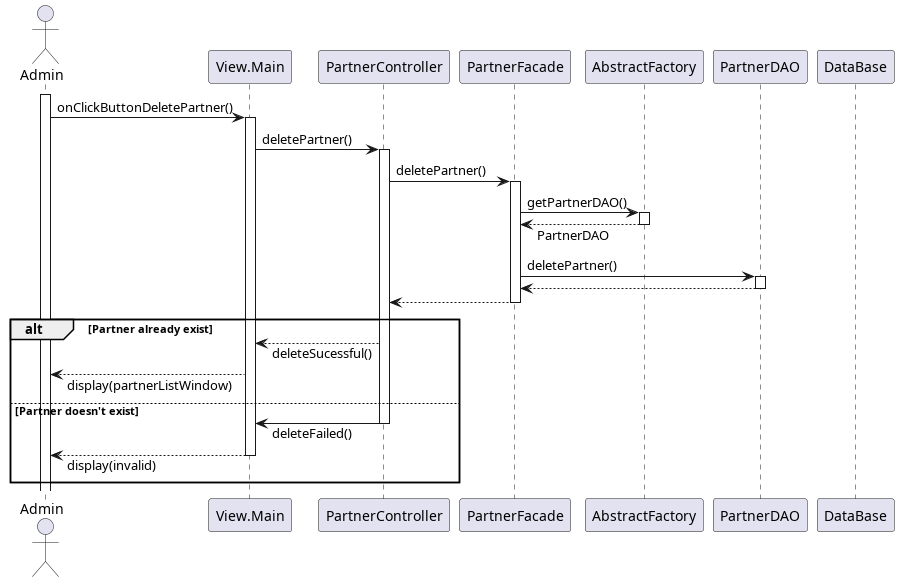 Admin
View.Main
PartnerController
PartnerFacade
AbstractFactory
PartnerDAO
DataBase
onClickButtonDeletePartner()
deletePartner()
deletePartner()
getPartnerDAO()
PartnerDAO
deletePartner()
alt
[Partner already exist]
deleteSucessful()
display(partnerListWindow)
[Partner doesn't exist]
deleteFailed()
display(invalid)
Admin
View.Main
PartnerController
PartnerFacade
AbstractFactory
PartnerDAO
DataBase